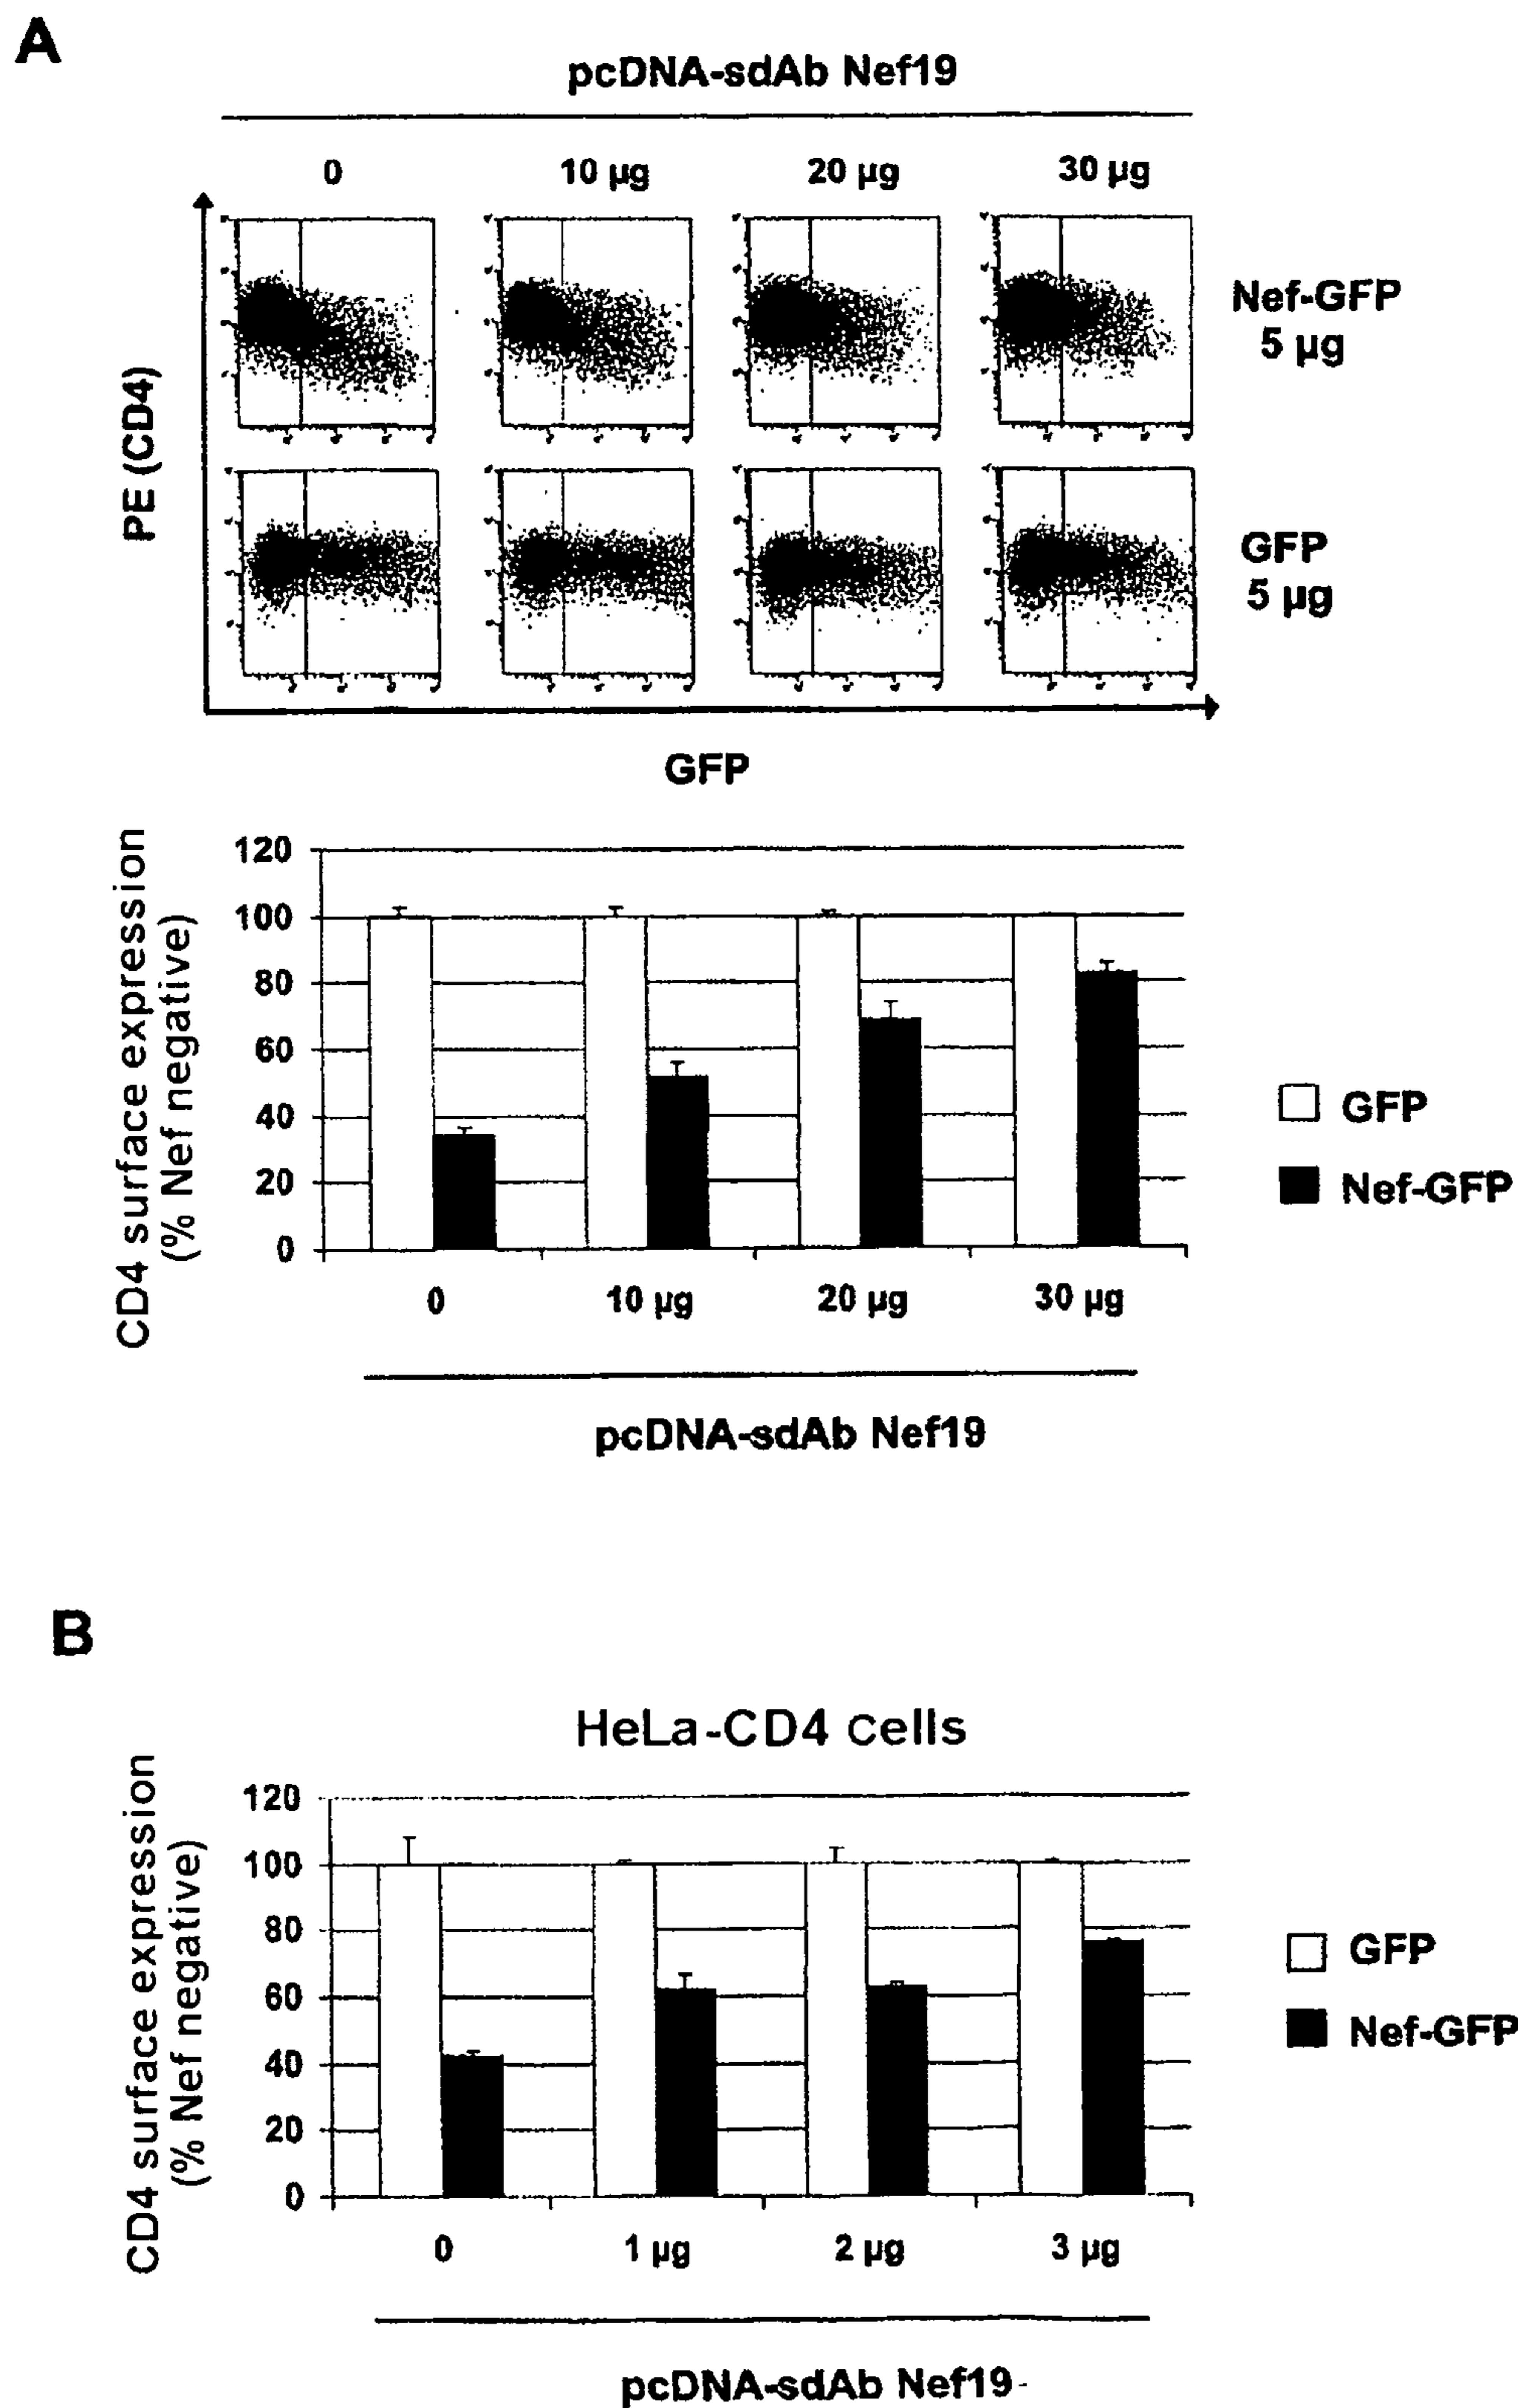 A
pcDNA-sdAb Nef19
0 10 µg 20 µg 30 µg
PE (CD4)
Nef-GFP
5 µg
GFP
5 µg
GFP
CD4 surface expression
(% Nef negative)
120
100
80
60
40
20
0
0 10 µg 20 µg 30 µg
pcDNA-sdAb Nef19
GFP
Nef-GFP
B
HeLa-CD4 cells
CD4 surface expression
(% Nef negative)
120
100
80
60
40
20
0
0 1 µg 2 µg 3 µg
pcDNA-sdAb Nef19
GFP
Nef-GFP